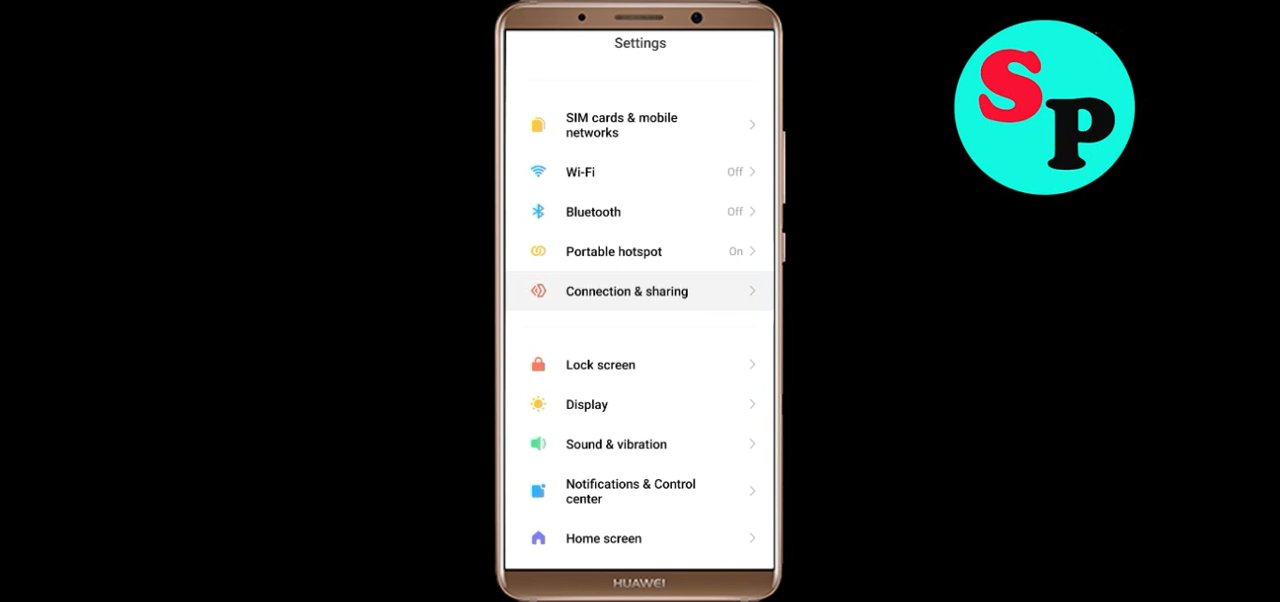 Settings
SIM cards & mobile
networks
Wi-Fi
Off
Bluetooth
Off
Portable hotspot
On
Connection & sharing
Lock screen
Display
Sound & vibration
Notifications & Control
center
Home screen
HUAWEI
SP